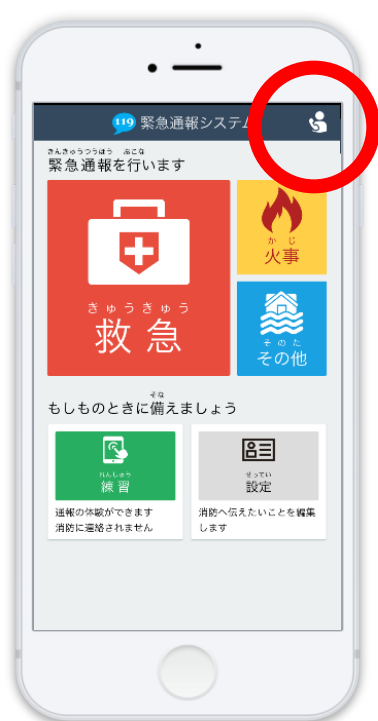 119 緊急通報システム
きんきゅうつうほう おこな
緊急通報を行います
きゅうきゅう
救急
かじ
火事
そのた
その他
そな
もしものときに備えましょう
れんしゅう
練習
通報の体験ができます
消防に連絡されません
せってい
設定
消防へ伝えたいことを編集
します